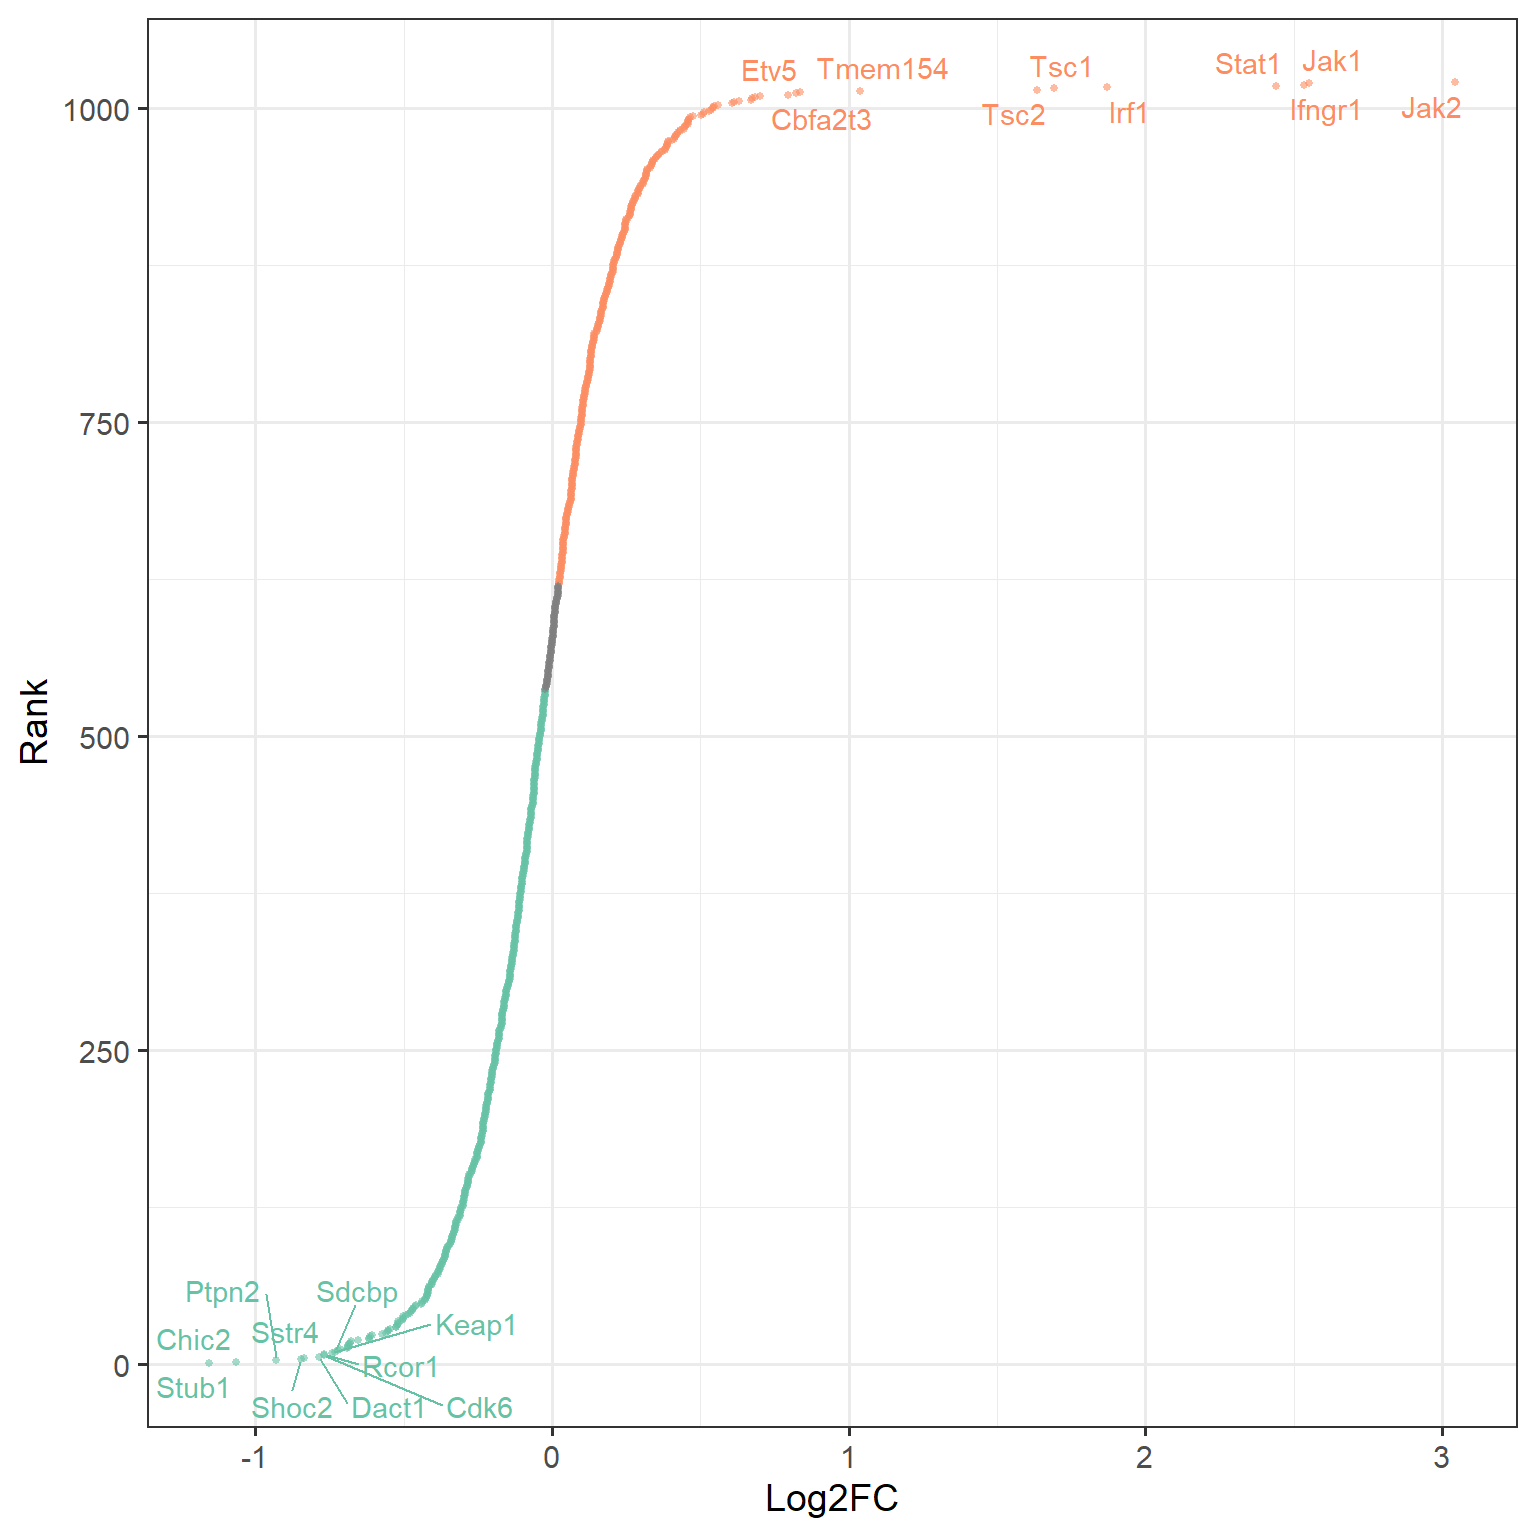 Etv5
Tmem154
Tsc1
Stat1
Jak1
1000
Cbfa2t3
Tsc2
Irf1
Ifngr1
Jak2
750
Rank
500
250
Ptpn2
Sdcbp
Chic2
Sstr4
Keap1
0
Rcor1
Stub1
Shoc2
Dact1
Cdk6
-1
0
1
2
3
Log2FC